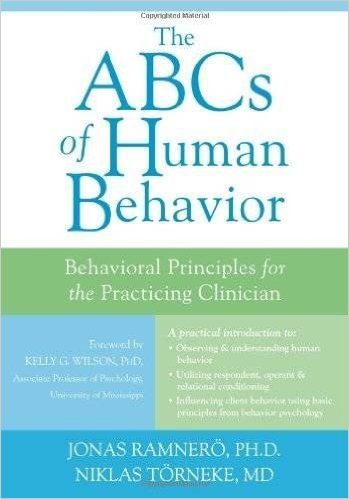 Copyrighted Material
The
ABCs
of Human
Behavior
Behavioral Principles for
the Practicing Clinician
Foreword by
KELLY G. WILSON, PhD,
Associate Professor of Psychology,
University of Mississippi
A practical introduction to:
• Observing & understanding human
behavior
• Utilizing respondent, operant &
relational conditioning
• Influencing client behavior using basic
principles from behavior psychology
JONAS RAMNERÖ, PH.D.
NIKLAS TÖRNEKE, MD